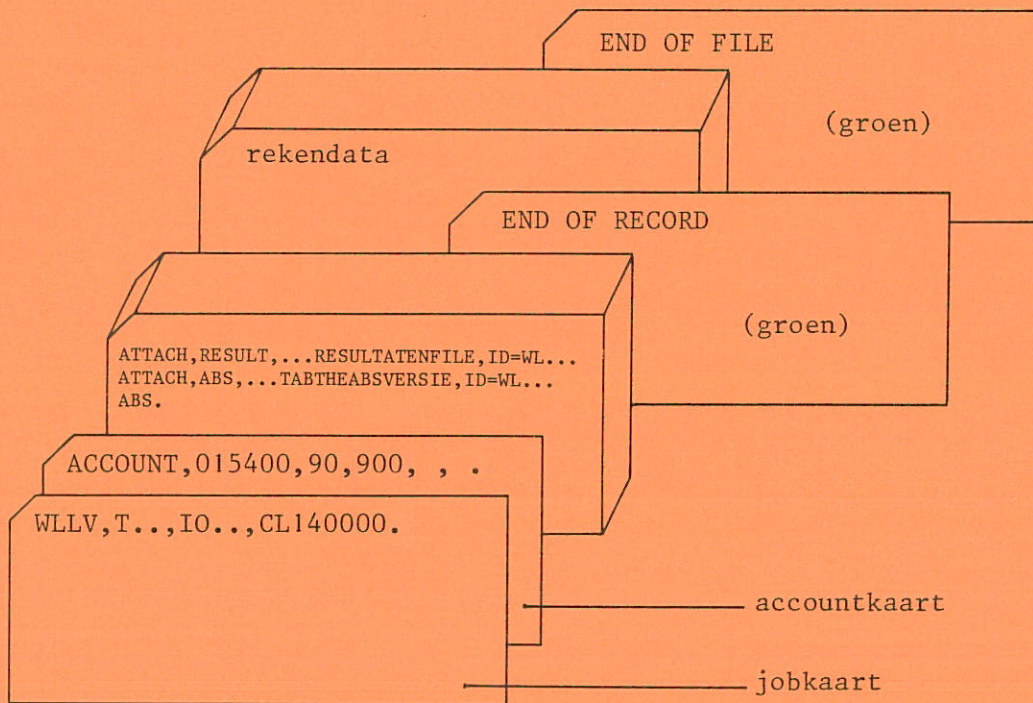 END OF FILE
(groen)
rekendata
END OF RECORD
(groen)
ATTACH,RESULT,...RESULTATENFILE,ID=WL...
ATTACH,ABS,...TABTHEABSVERSIE,ID=WL...
ABS.
ACCOUNT,015400,90,900, , .
WLLV,T..,IO..,CL140000.
accountkaart
jobkaart